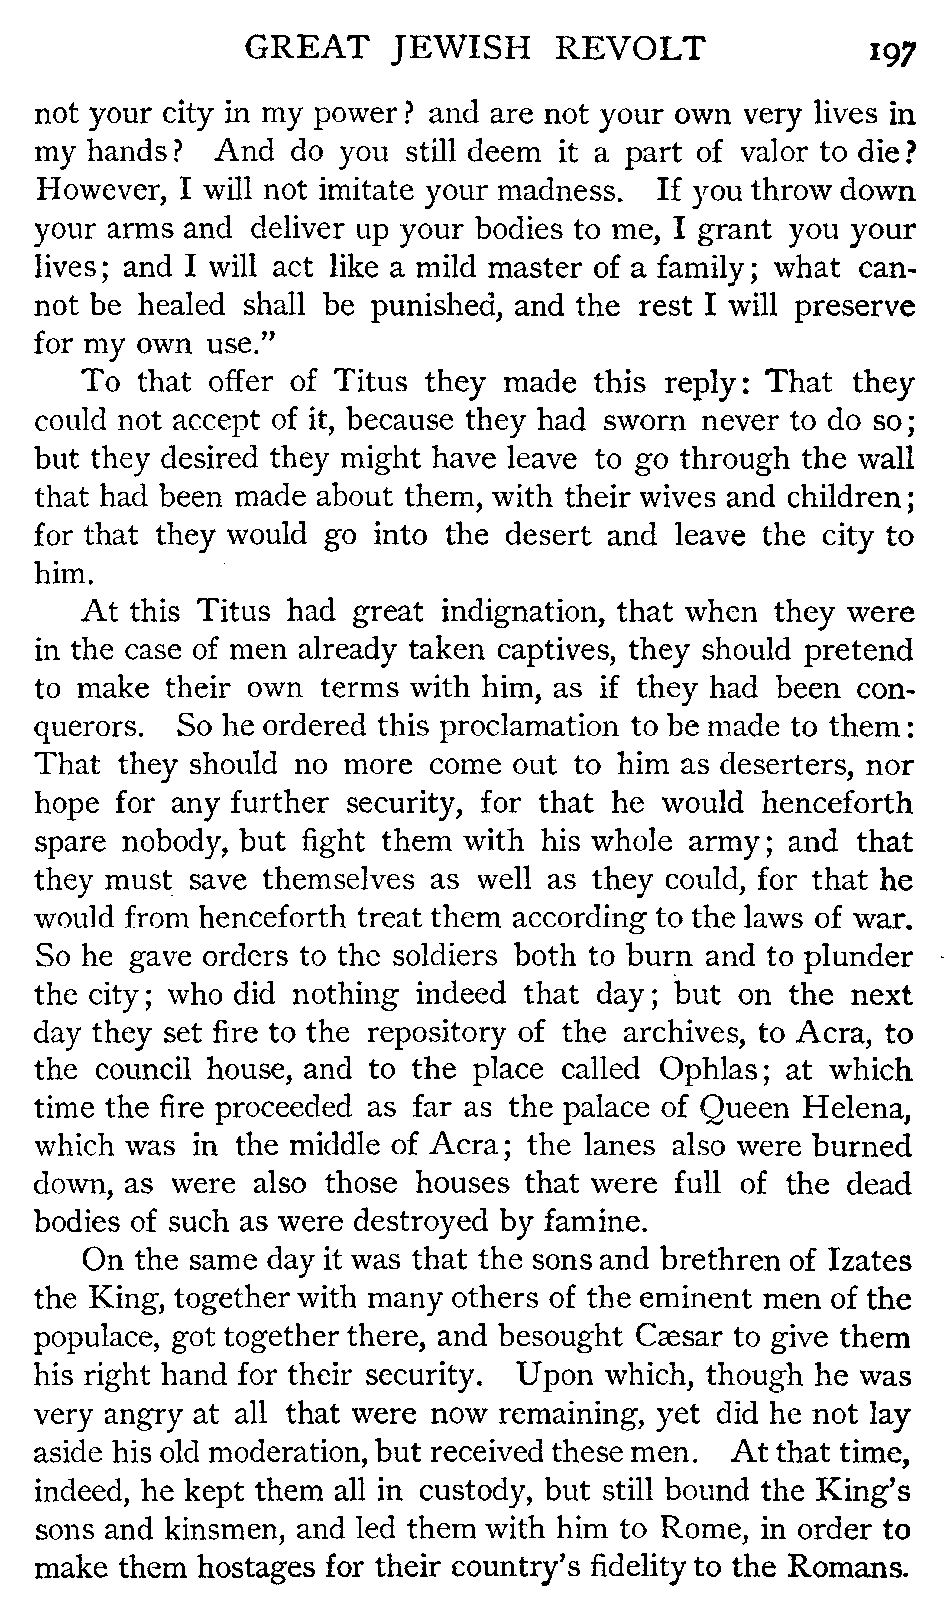 GREAT JEWISH REVOLT 197
not your city in my power? and are not your own very lives in
my hands? And do you still deem it a part of valor to die?
However, I will not imitate your madness. If you throw down
your arms and deliver up your bodies to me, I grant you your
lives; and I will act like a mild master of a family; what can-
not be healed shall be punished, and the rest I will preserve
for my own use.”
To that offer of Titus they made this reply: That they
could not accept of it, because they had sworn never to do so;
but they desired they might have leave to go through the wall
that had been made about them, with their wives and children;
for that they would go into the desert and leave the city to
him.
At this Titus had great indignation, that when they were
in the case of men already taken captives, they should pretend
to make their own terms with him, as if they had been con-
querors. So he ordered this proclamation to be made to them:
That they should no more come out to him as deserters, nor
hope for any further security, for that he would henceforth
spare nobody, but fight them with his whole army; and that
they must save themselves as well as they could, for that he
would from henceforth treat them according to the laws of war.
So he gave orders to the soldiers both to burn and to plunder
the city; who did nothing indeed that day; but on the next
day they set fire to the repository of the archives, to Acra, to
the council house, and to the place called Ophlas; at which
time the fire proceeded as far as the palace of Queen Helena,
which was in the middle of Acra; the lanes also were burned
down, as were also those houses that were full of the dead
bodies of such as were destroyed by famine.
On the same day it was that the sons and brethren of Izates
the King, together with many others of the eminent men of the
populace, got together there, and besought Cæsar to give them
his right hand for their security. Upon which, though he was
very angry at all that were now remaining, yet did he not lay
aside his old moderation, but received these men. At that time,
indeed, he kept them all in custody, but still bound the King’s
sons and kinsmen, and led them with him to Rome, in order to
make them hostages for their country’s fidelity to the Romans.